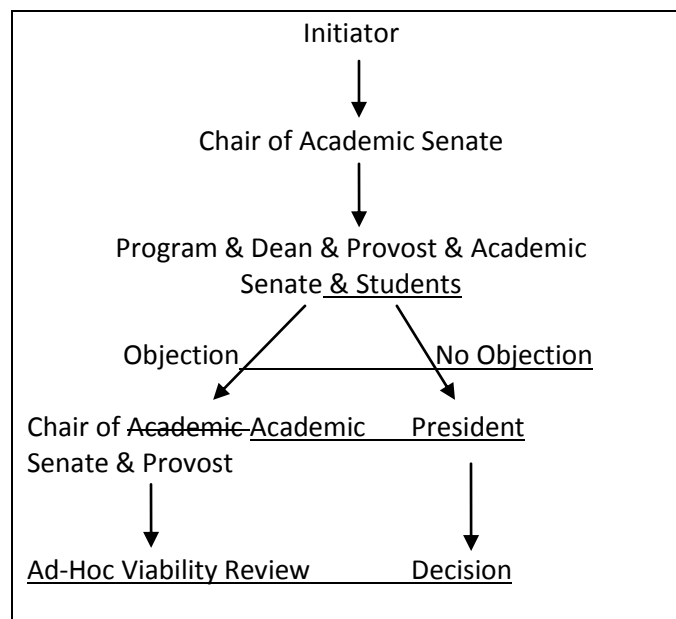 Initiator
Chair of Academic Senate
Program & Dean & Provost & Academic
Senate & Students
Objection No Objection
Chair of Academic Academic President
Senate & Provost
Ad-Hoc Viability Review Decision